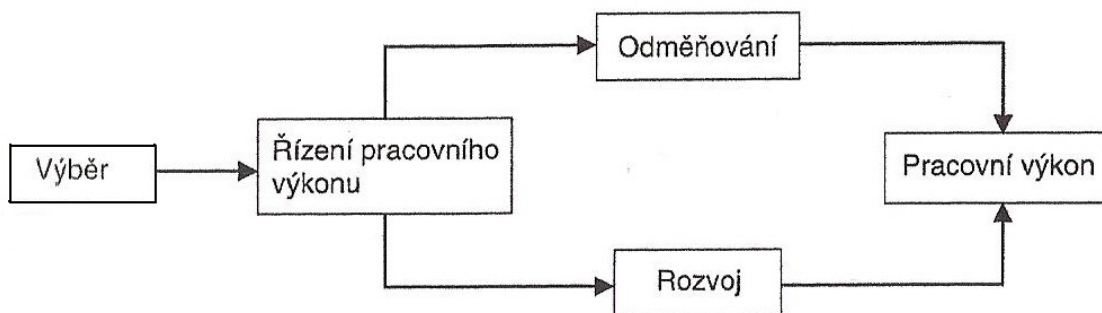 Výběr
Řízení pracovního
výkonu
Odměňování
Rozvoj
Pracovní výkon